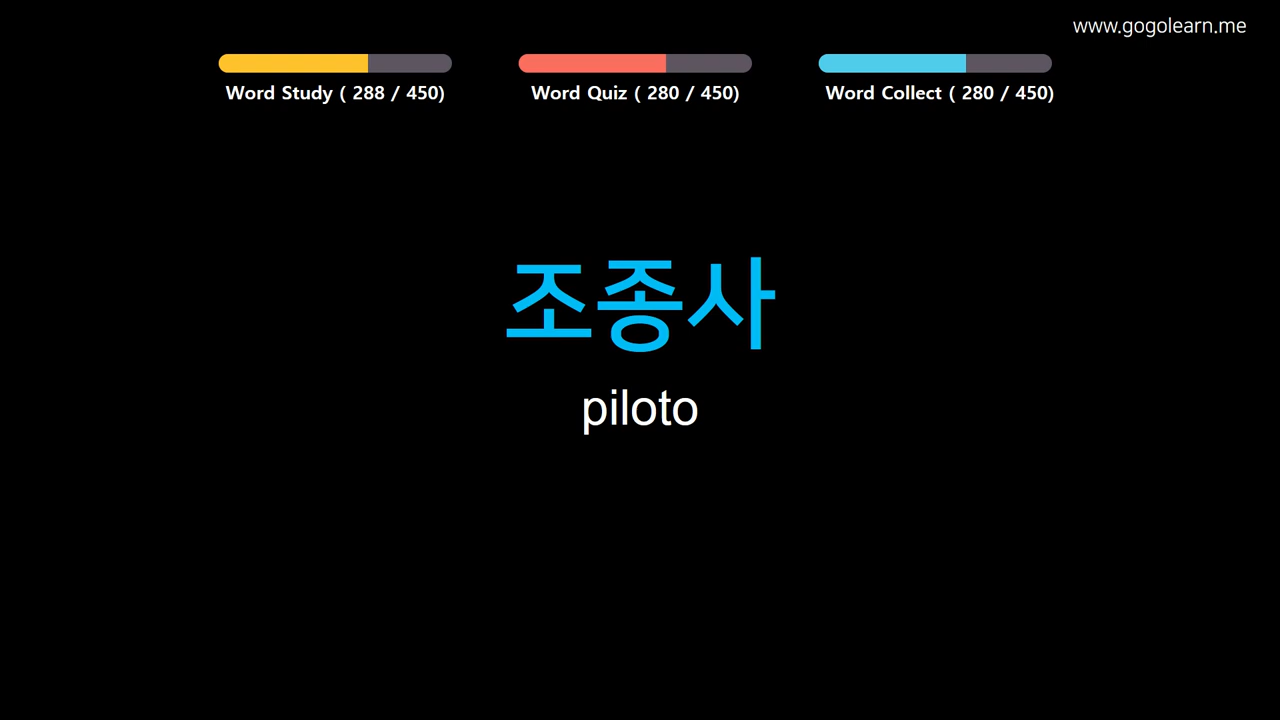 www.gogolearn.me
Word Study ( 288 / 450)
Word Quiz ( 280 / 450)
Word Collect ( 280 / 450)
조종사
piloto